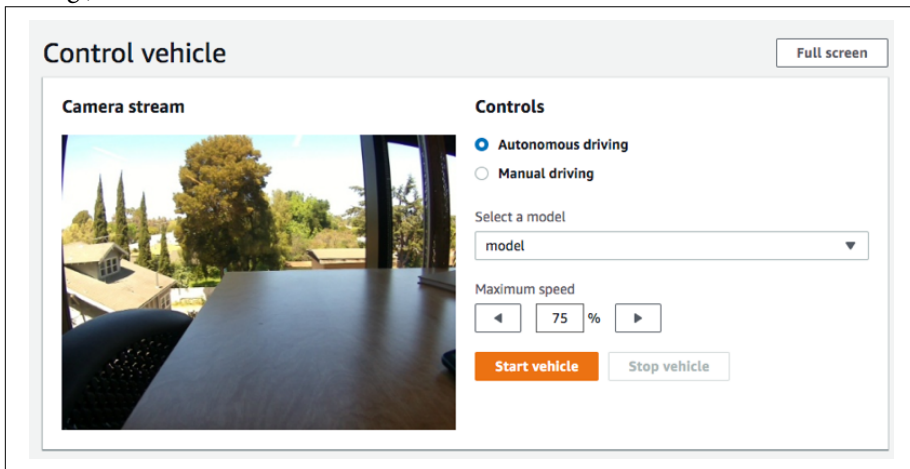 Control vehicle
Full screen
Camera stream
Controls
Autonomous driving
Manual driving
Select a model
model
Maximum speed
75 %
Start vehicle
Stop vehicle